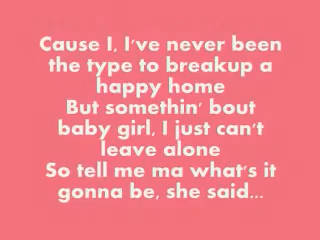 Cause I, I've never been
the type to breakup a
happy home
But somethin' bout
baby girl, I just can't
leave alone
So tell me ma what's it
gonna be, she said...